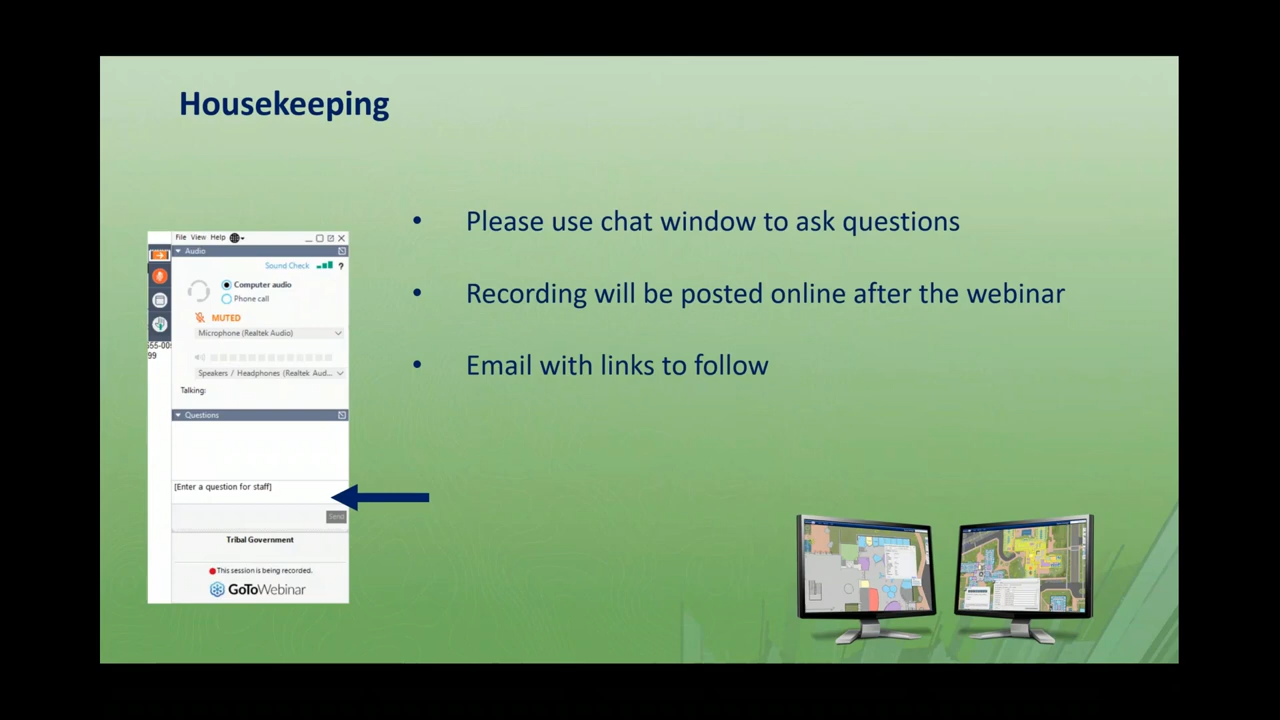 Housekeeping
• Please use chat window to ask questions
• Recording will be posted online after the webinar
• Email with links to follow
File View Help
Audio
Sound Check ?
Computer audio
Phone call
MUTED
Microphone (Realtek Audio)
Speakers / Headphones (Realtek Aud...
Talking:
Questions
[Enter a question for staff]
Send
Tribal Government
This session is being recorded.
GoToWebinar